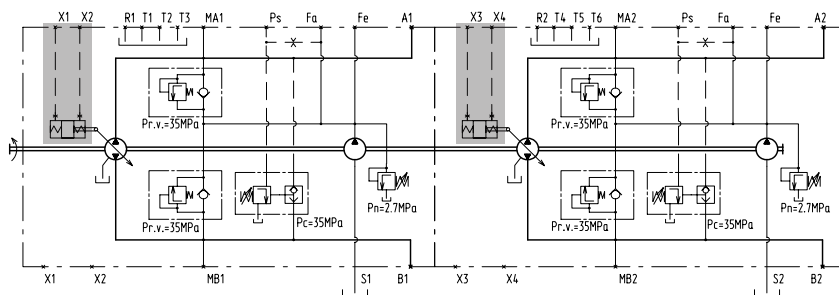 X1 X2 R1 T1 T2 T3 MA1 Ps Fa Fe A1 X3 X4 R2 T4 T5 T6 MA2 Ps Fa Fe A2
Pr.v.=35MPa Pr.v.=35MPa
Pn=2.7MPa Pn=2.7MPa
Pr.v.=35MPa Pc=35MPa Pr.v.=35MPa Pc=35MPa
X1 X2 MB1 S1 B1 X3 X4 MB2 S2 B2